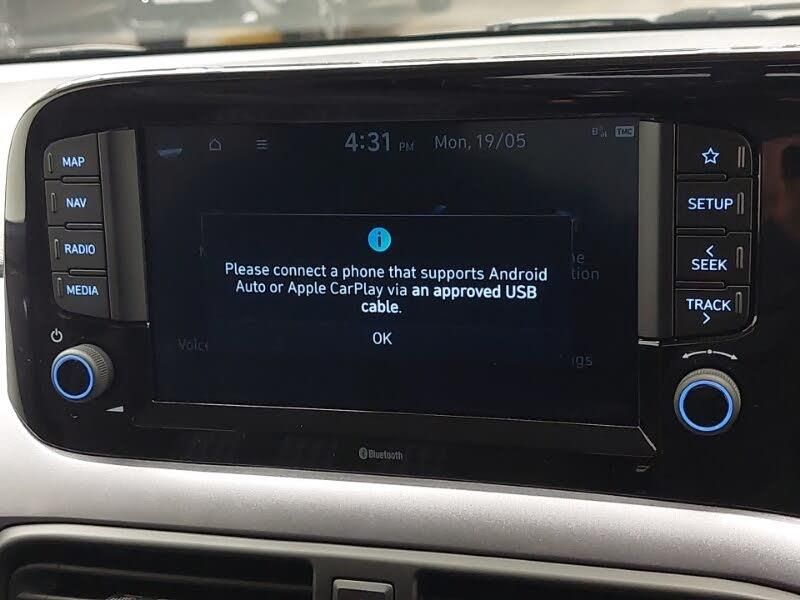 4:31 PM Mon, 19/05 TMC
MAP
NAV
RADIO
MEDIA
SETUP
SEEK
TRACK
Please connect a phone that supports Android
Auto or Apple CarPlay via an approved USB
cable.
OK
Bluetooth